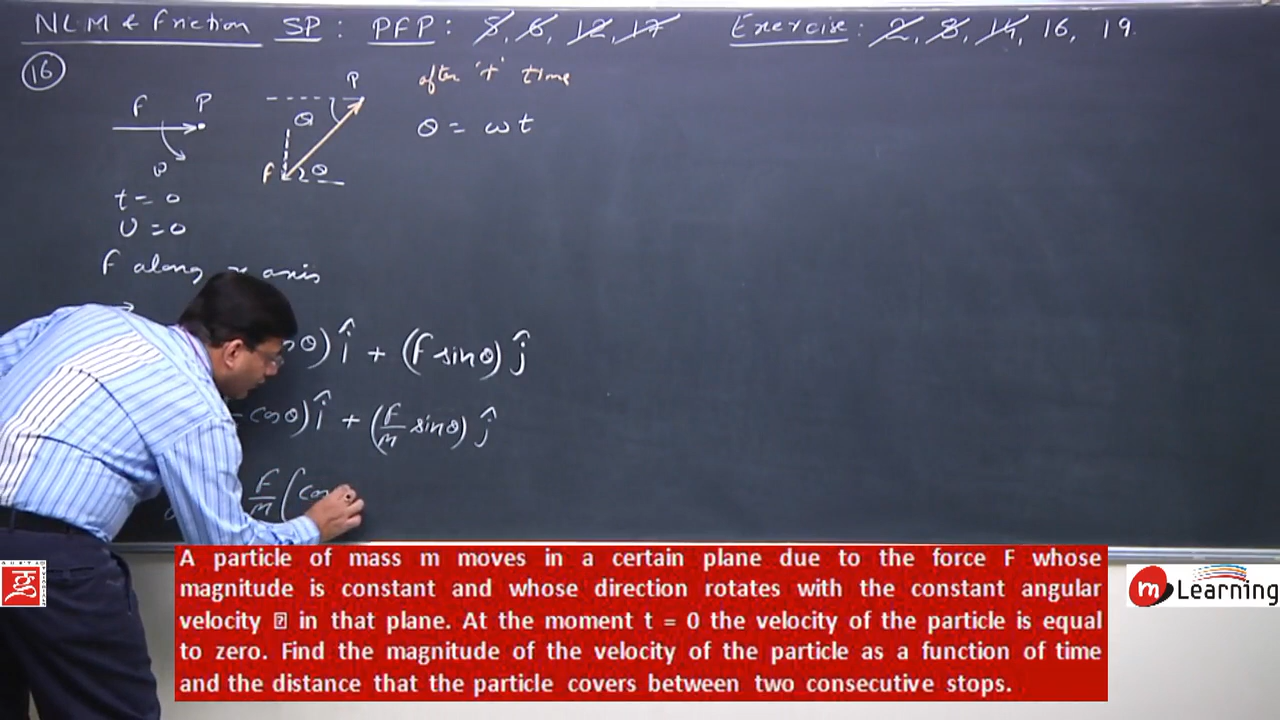 NLM & Friction SP : PFP : 5, 6, 12, 17 Exercise : 2, 8, 14, 16, 19
16
after 't' time
F P
θ P
θ = ωt
F θ
t = 0
υ = 0
F along x axis
cosθ) î + (F sinθ) ĵ
cosθ) î + (F/m sinθ) ĵ
F/m (cos
A particle of mass m moves in a certain plane due to the force F whose
magnitude is constant and whose direction rotates with the constant angular
velocity in that plane. At the moment t = 0 the velocity of the particle is equal
to zero. Find the magnitude of the velocity of the particle as a function of time
and the distance that the particle covers between two consecutive stops.
m Learning